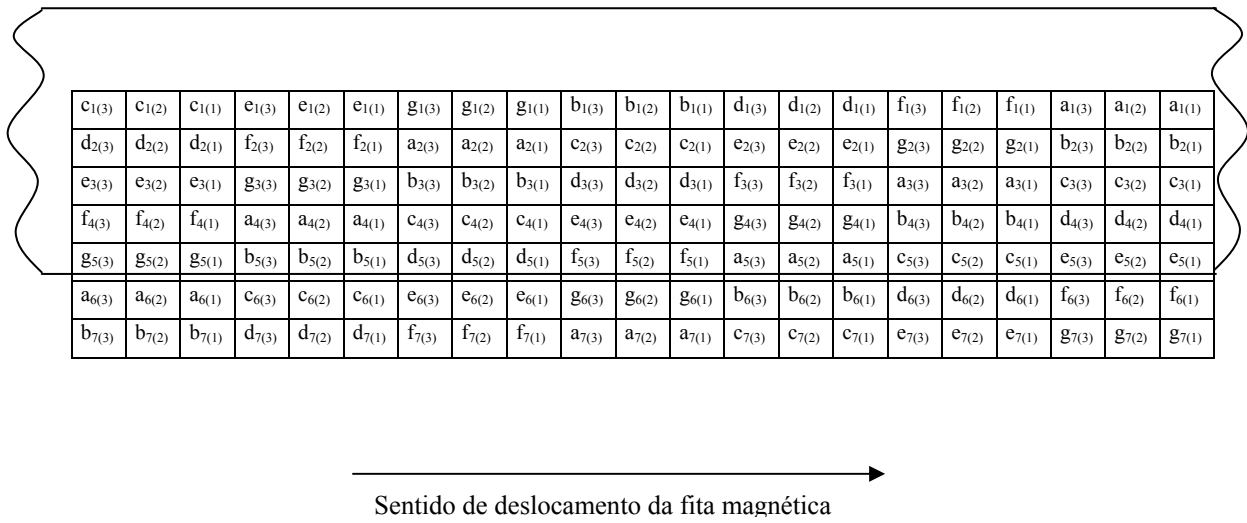 c1(3) c1(2) c1(1) e1(3) e1(2) e1(1) g1(3) g1(2) g1(1) b1(3) b1(2) b1(1) d1(3) d1(2) d1(1) f1(3) f1(2) f1(1) a1(3) a1(2) a1(1)
d2(3) d2(2) d2(1) f2(3) f2(2) f2(1) a2(3) a2(2) a2(1) c2(3) c2(2) c2(1) e2(3) e2(2) e2(1) g2(3) g2(2) g2(1) b2(3) b2(2) b2(1)
e3(3) e3(2) e3(1) g3(3) g3(2) g3(1) b3(3) b3(2) b3(1) d3(3) d3(2) d3(1) f3(3) f3(2) f3(1) a3(3) a3(2) a3(1) c3(3) c3(2) c3(1)
f4(3) f4(2) f4(1) a4(3) a4(2) a4(1) c4(3) c4(2) c4(1) e4(3) e4(2) e4(1) g4(3) g4(2) g4(1) b4(3) b4(2) b4(1) d4(3) d4(2) d4(1)
g5(3) g5(2) g5(1) b5(3) b5(2) b5(1) d5(3) d5(2) d5(1) f5(3) f5(2) f5(1) a5(3) a5(2) a5(1) c5(3) c5(2) c5(1) e5(3) e5(2) e5(1)
a6(3) a6(2) a6(1) c6(3) c6(2) c6(1) e6(3) e6(2) e6(1) g6(3) g6(2) g6(1) b6(3) b6(2) b6(1) d6(3) d6(2) d6(1) f6(3) f6(2) f6(1)
b7(3) b7(2) b7(1) d7(3) d7(2) d7(1) f7(3) f7(2) f7(1) a7(3) a7(2) a7(1) c7(3) c7(2) c7(1) e7(3) e7(2) e7(1) g7(3) g7(2) g7(1)
Sentido de deslocamento da fita magnética